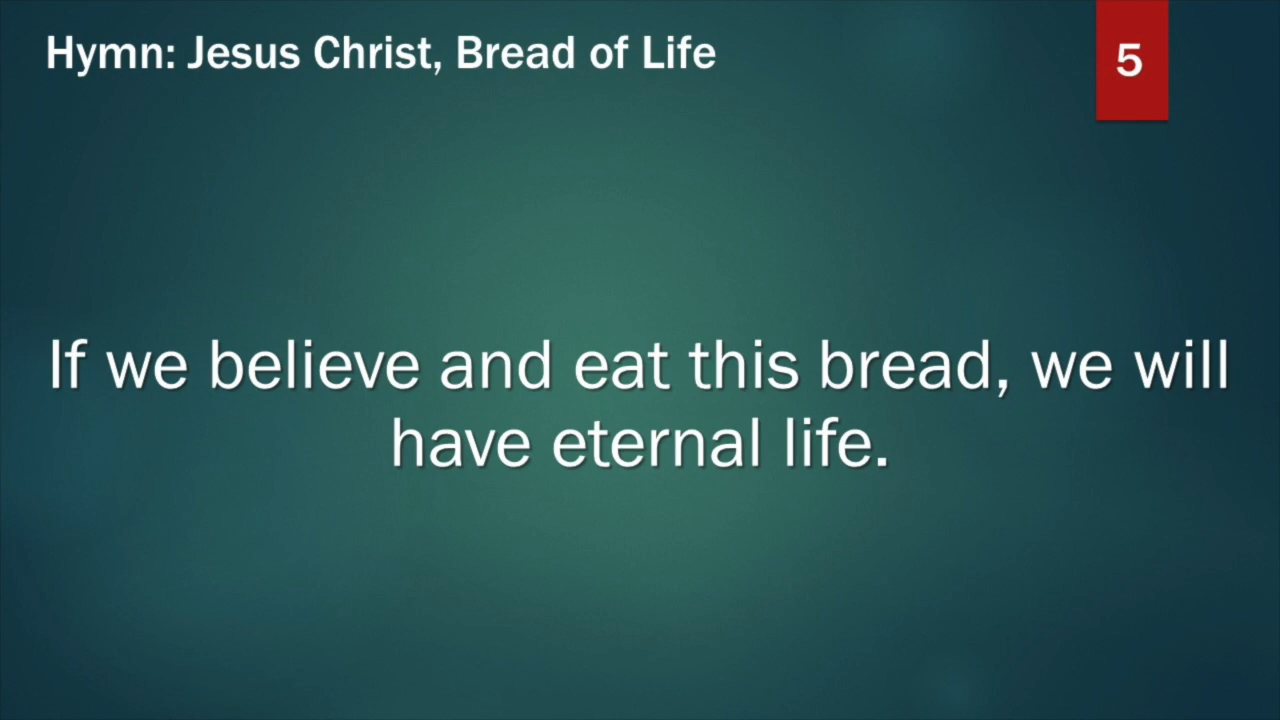 Hymn: Jesus Christ, Bread of Life
5
If we believe and eat this bread, we will
have eternal life.